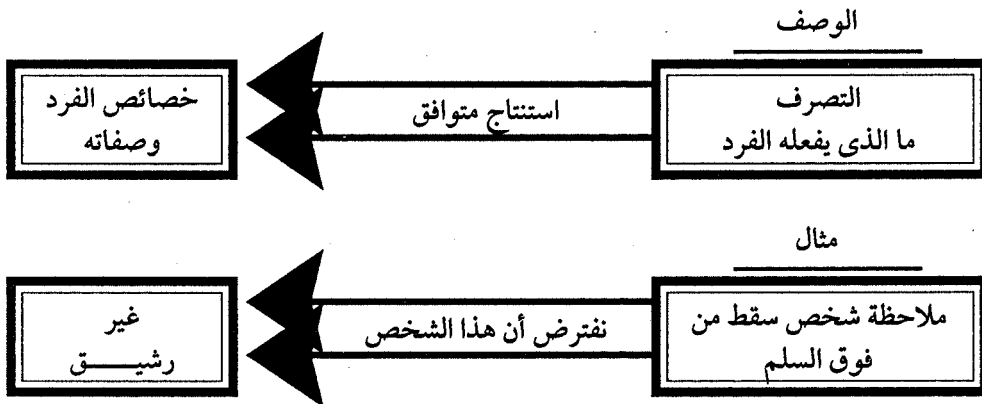 الوصف
التصرف
ما الذى يفعله الفرد
استنتاج متوافق
خصائص الفرد
وصفاته
مثال
ملاحظة شخص سقط من
فوق السلم
نفترض أن هذا الشخص
غير
رشيــــق